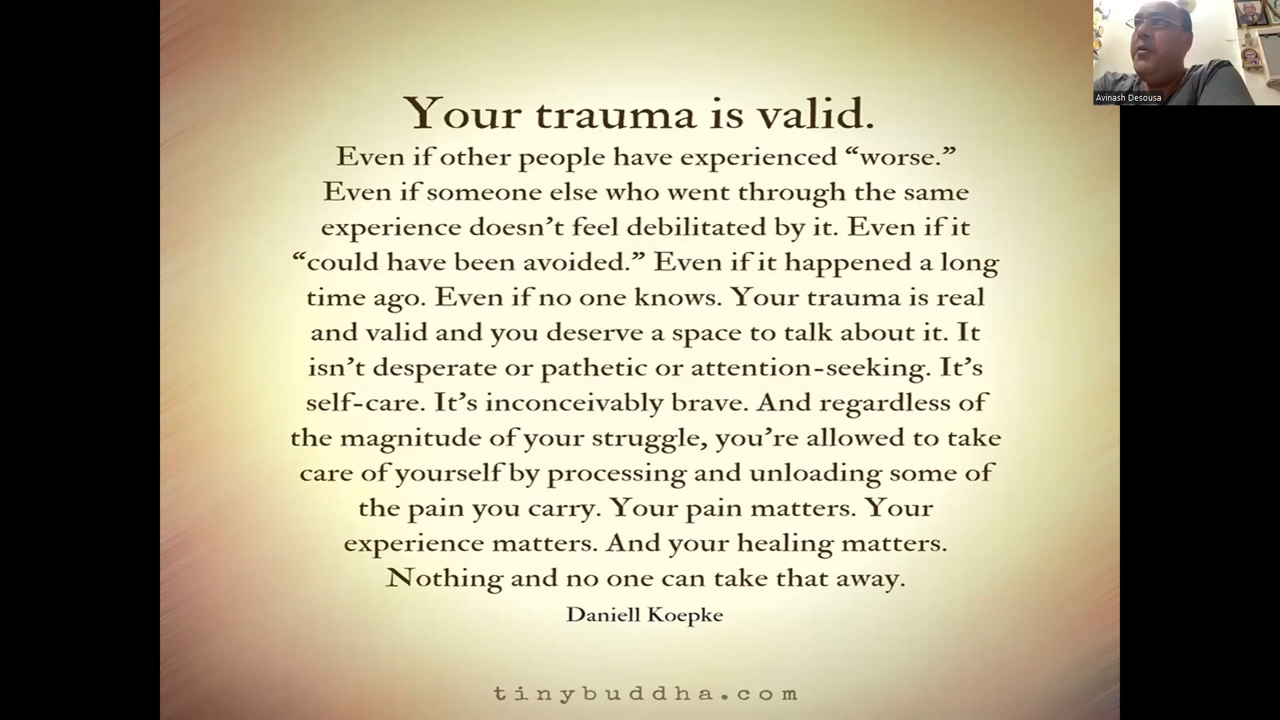 Your trauma is valid.
Even if other people have experienced “worse.”
Even if someone else who went through the same
experience doesn’t feel debilitated by it. Even if it
“could have been avoided.” Even if it happened a long
time ago. Even if no one knows. Your trauma is real
and valid and you deserve a space to talk about it. It
isn’t desperate or pathetic or attention-seeking. It’s
self-care. It’s inconceivably brave. And regardless of
the magnitude of your struggle, you’re allowed to take
care of yourself by processing and unloading some of
the pain you carry. Your pain matters. Your
experience matters. And your healing matters.
Nothing and no one can take that away.
Daniell Koepke
tinybuddha.com
Avinash Desousa